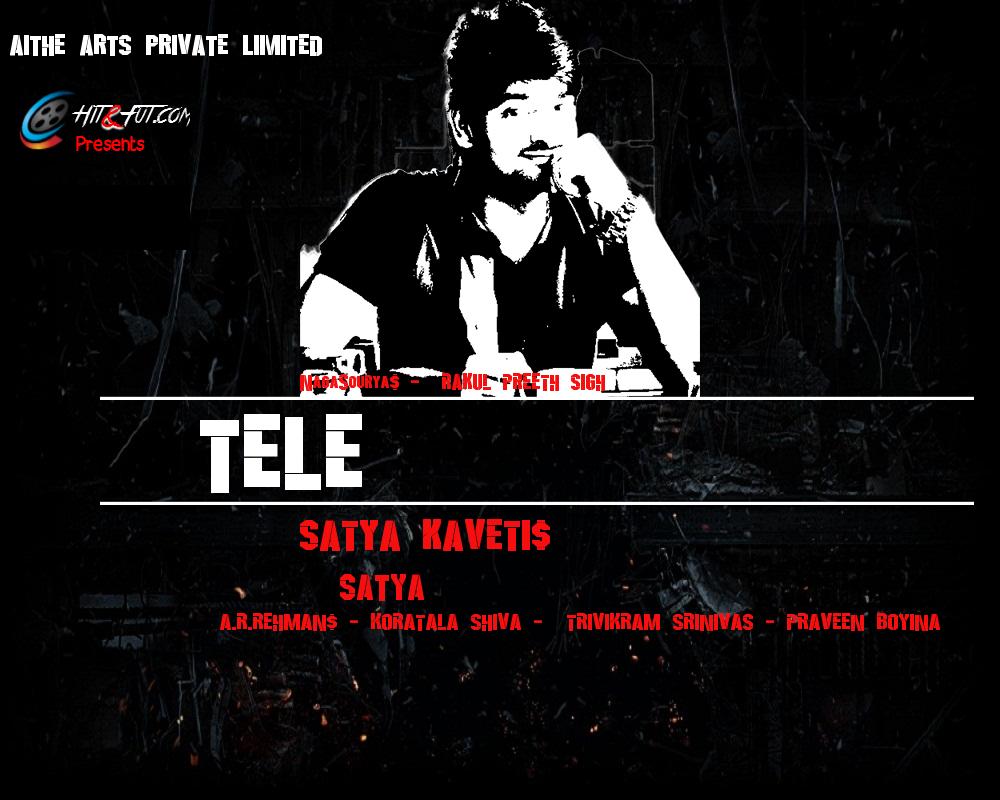 AITHE ARTS PRIVATE LIIMITED
HIT&FUT.COM
Presents
NAGASOURYA$ - RAKUL PREETH SIGH
TELE
SATYA KAVETI$
SATYA
A.R.REHMAN$ - KORATALA SHIVA - TRIVIKRAM SRINIVAS - PRAVEEN BOYINA